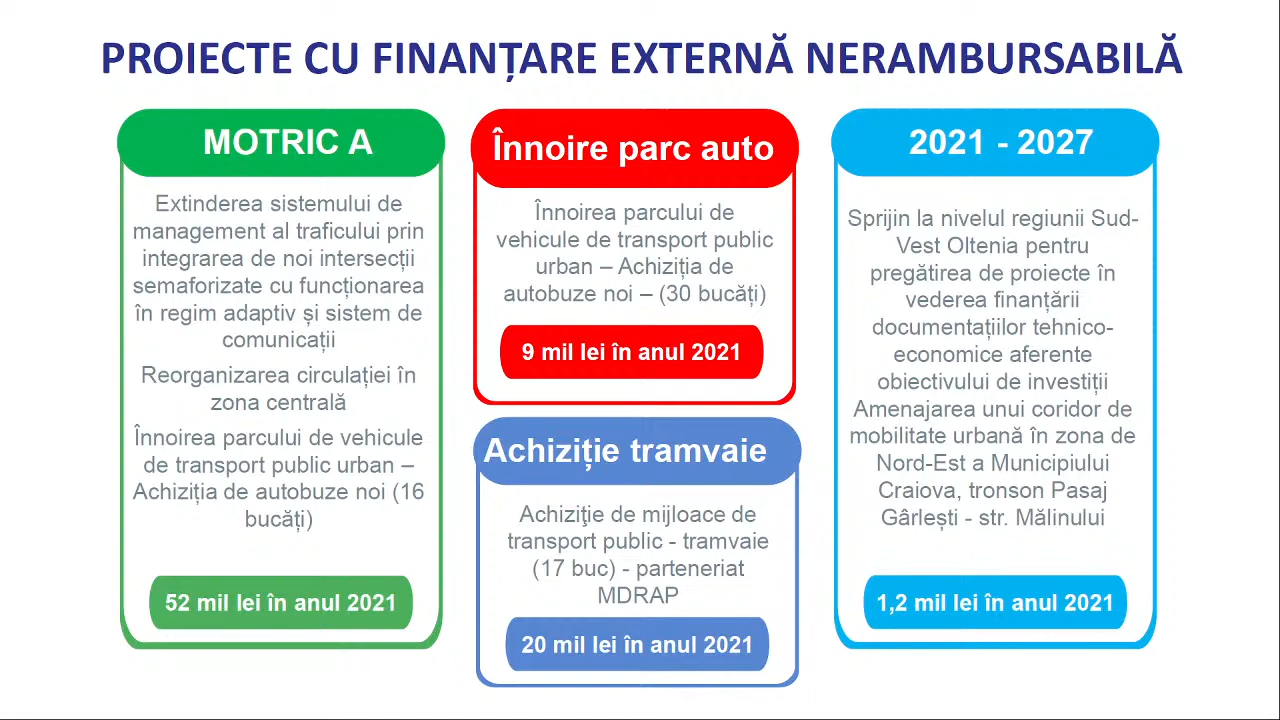 PROIECTE CU FINANȚARE EXTERNĂ NERAMBURSABILĂ
MOTRIC A
Extinderea sistemului de
management al traficului prin
integrarea de noi intersecții
semaforizate cu funcționarea
în regim adaptiv și sistem de
comunicații
Reorganizarea circulației în
zona centrală
Înnoirea parcului de vehicule
de transport public urban –
Achiziția de autobuze noi (16
bucăți)
52 mil lei în anul 2021
Înnoire parc auto
Înnoirea parcului de
vehicule de transport public
urban – Achiziția de
autobuze noi – (30 bucăți)
9 mil lei în anul 2021
Achiziție tramvaie
Achiziţie de mijloace de
transport public - tramvaie
(17 buc) - parteneriat
MDRAP
20 mil lei în anul 2021
2021 - 2027
Sprijin la nivelul regiunii Sud-
Vest Oltenia pentru
pregătirea de proiecte în
vederea finanțării
documentațiilor tehnico-
economice aferente
obiectivului de investiții
Amenajarea unui coridor de
mobilitate urbană în zona de
Nord-Est a Municipiului
Craiova, tronson Pasaj
Gârlești - str. Mălinului
1,2 mil lei în anul 2021